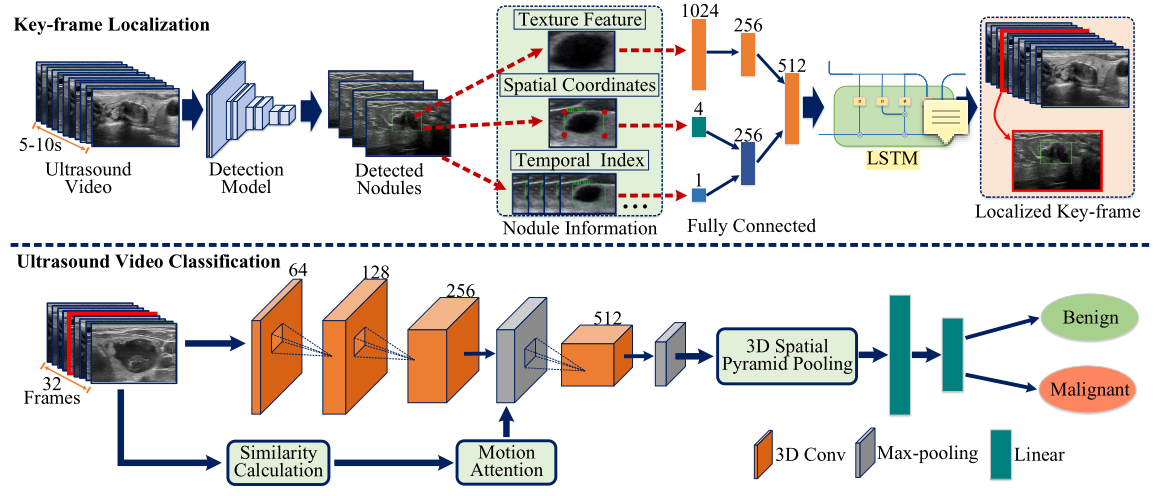 Key-frame Localization
Texture Feature
Spatial Coordinates
Temporal Index
...
Nodule Information
5-10s
Ultrasound
Video
Detection
Model
Detected
Nodules
1024
256
512
4
256
1
Fully Connected
LSTM
Localized Key-frame
Ultrasound Video Classification
32
Frames
64
128
256
512
3D Spatial
Pyramid Pooling
Benign
Malignant
Similarity
Calculation
Motion
Attention
3D Conv
Max-pooling
Linear